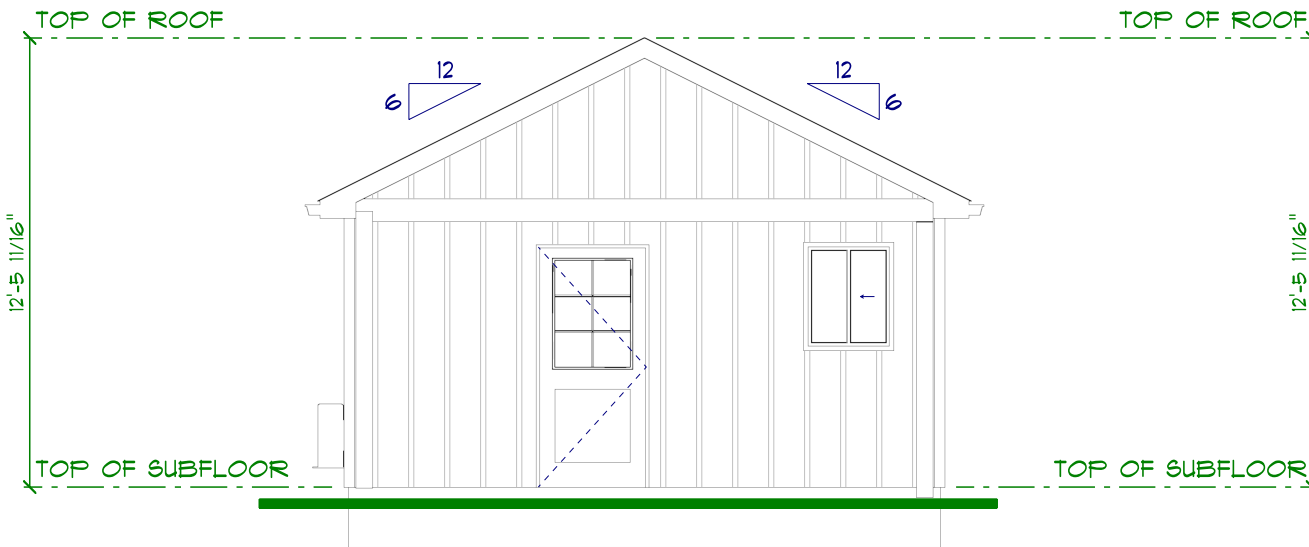 TOP OF ROOF
TOP OF ROOF
12
12
6
6
12'-5 11/16"
12'-5 11/16"
TOP OF SUBFLOOR
TOP OF SUBFLOOR